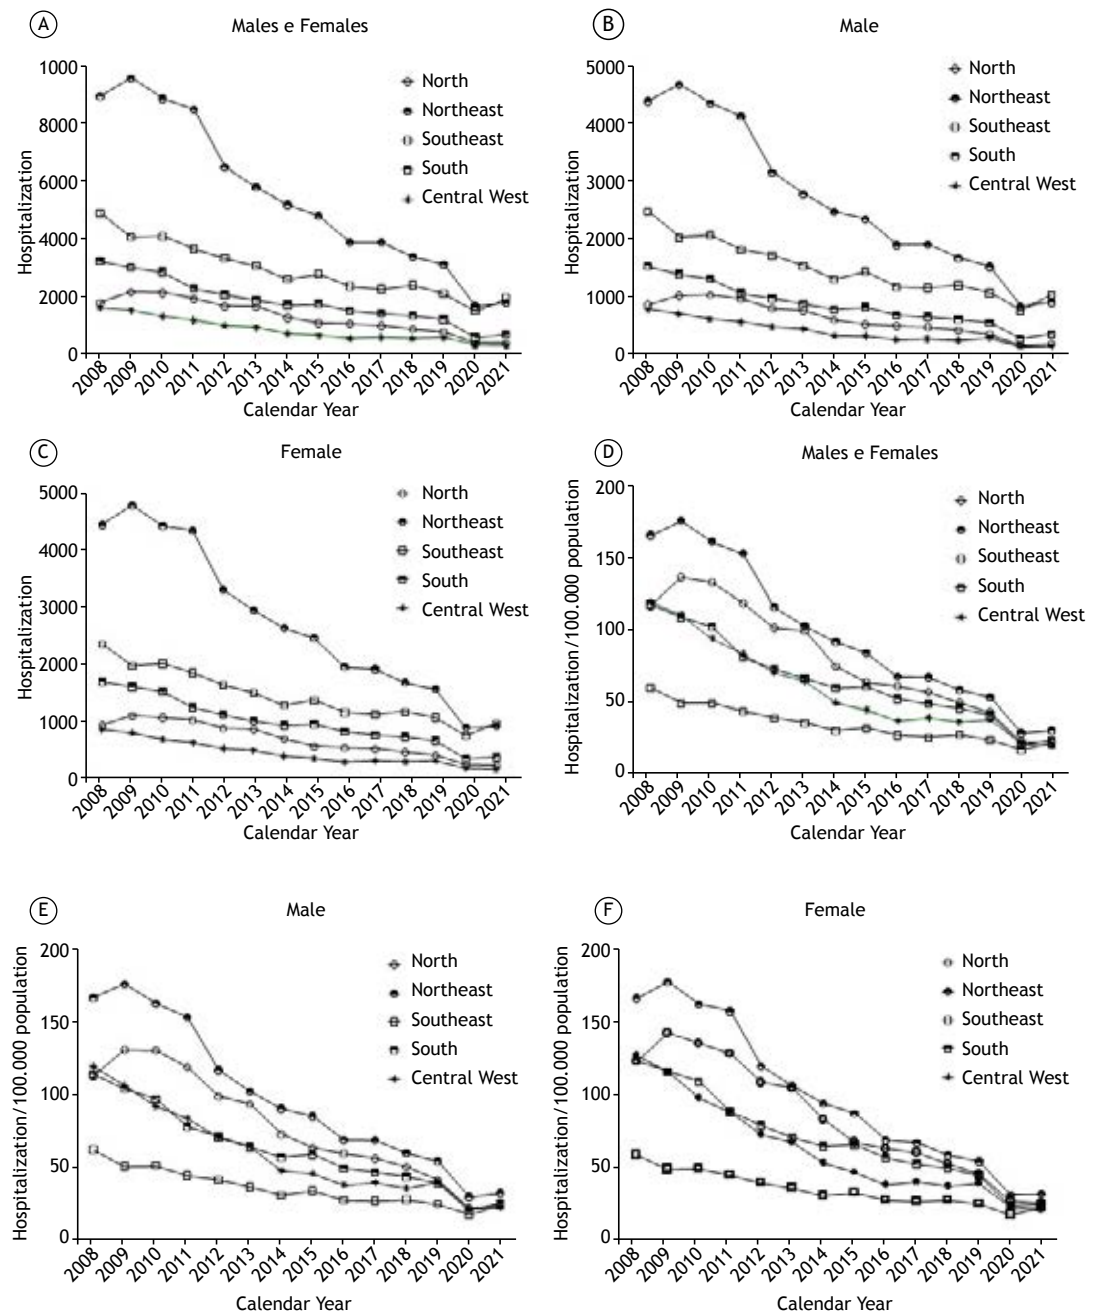 A
Males e Females
Hospitalization
1000
8000
6000
4000
2000
0
North
Northeast
Southeast
South
Central West
2008 2009 2010 2011 2012 2013 2014 2015 2016 2017 2018 2019 2020 2021
Calendar Year
B
Male
Hospitalization
5000
4000
3000
2000
1000
0
North
Northeast
Southeast
South
Central West
2008 2009 2010 2011 2012 2013 2014 2015 2016 2017 2018 2019 2020 2021
Calendar Year
C
Female
Hospitalization
5000
4000
3000
2000
1000
0
North
Northeast
Southeast
South
Central West
2008 2009 2010 2011 2012 2013 2014 2015 2016 2017 2018 2019 2020 2021
Calendar Year
D
Males e Females
Hospitalization/100.000 population
200
150
100
50
0
North
Northeast
Southeast
South
Central West
2008 2009 2010 2011 2012 2013 2014 2015 2016 2017 2018 2019 2020 2021
Calendar Year
E
Male
Hospitalization/100.000 population
200
150
100
50
0
North
Northeast
Southeast
South
Central West
2008 2009 2010 2011 2012 2013 2014 2015 2016 2017 2018 2019 2020 2021
Calendar Year
F
Female
Hospitalization/100.000 population
200
150
100
50
0
North
Northeast
Southeast
South
Central West
2008 2009 2010 2011 2012 2013 2014 2015 2016 2017 2018 2019 2020 2021
Calendar Year